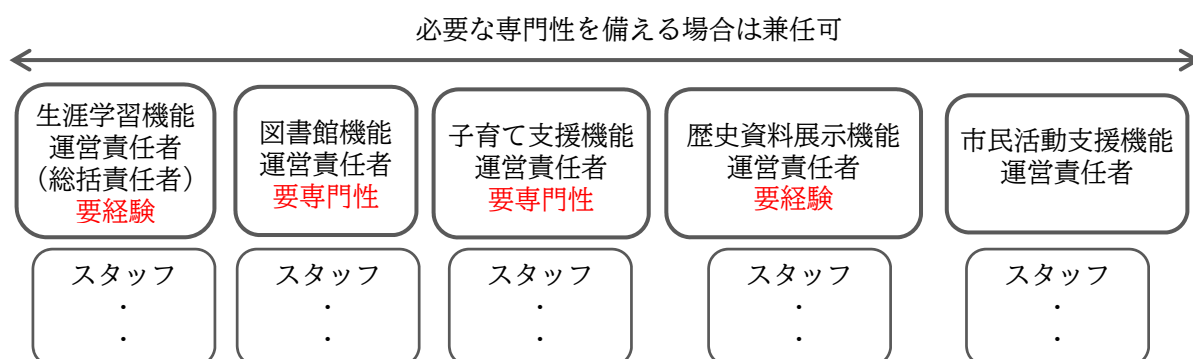 必要な専門性を備える場合は兼任可
生涯学習機能
運営責任者
（総括責任者）
要経験
図書館機能
運営責任者
要専門性
子育て支援機能
運営責任者
要専門性
歴史資料展示機能
運営責任者
要経験
市民活動支援機能
運営責任者
スタッフ
・
・
スタッフ
・
・
スタッフ
・
・
スタッフ
・
・
スタッフ
・
・